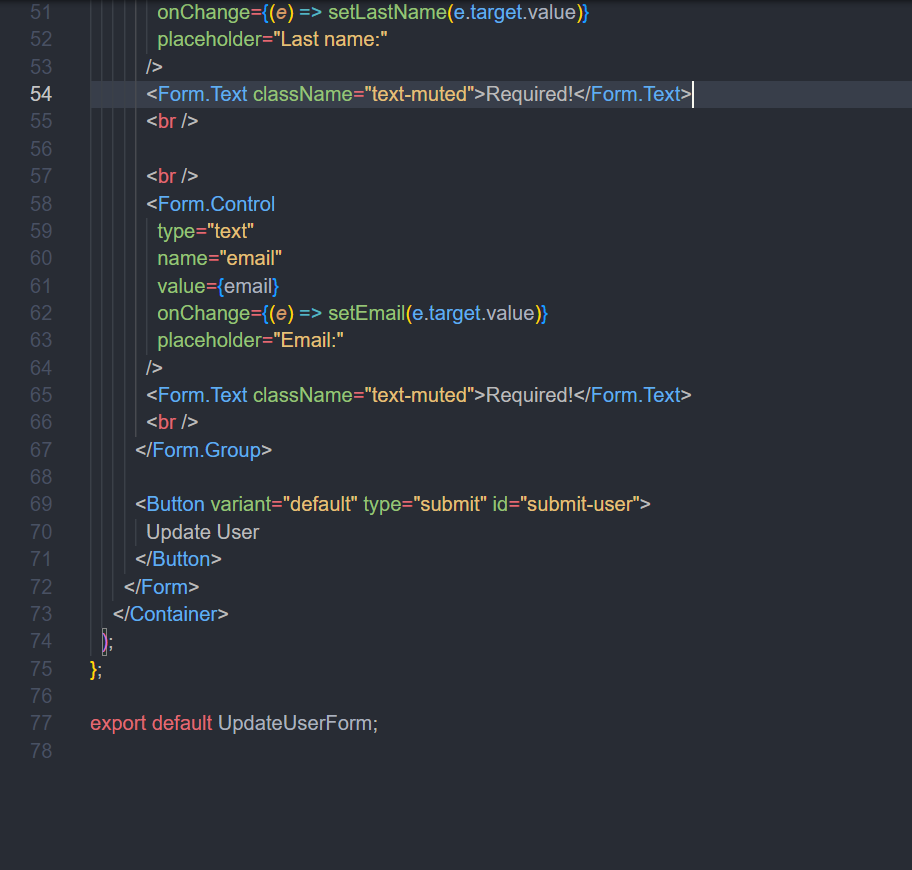 51 onChange={(e) => setLastName(e.target.value)}
52 placeholder="Last name:"
53 />
54 <Form.Text className="text-muted">Required!</Form.Text>
55 <br />
56
57 <br />
58 <Form.Control
59 type="text"
60 name="email"
61 value={email}
62 onChange={(e) => setEmail(e.target.value)}
63 placeholder="Email:"
64 />
65 <Form.Text className="text-muted">Required!</Form.Text>
66 <br />
67 </Form.Group>
68
69 <Button variant="default" type="submit" id="submit-user">
70 Update User
71 </Button>
72 </Form>
73 </Container>
74 );
75 };
76
77 export default UpdateUserForm;
78